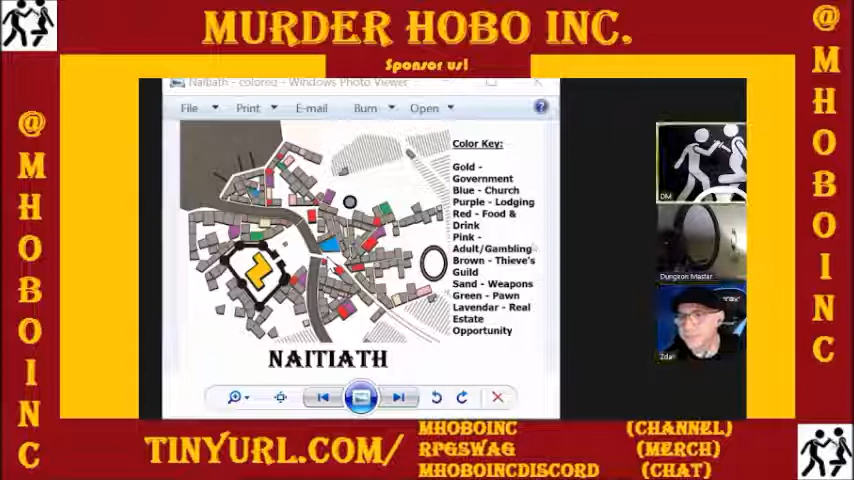 MURDER HOBO INC.
Sponsor us!
@MHOBOINC
@MHOBOINC
Naitiath - colored - Windows Photo Viewer
File Print E-mail Burn Open
Color Key:
Gold -
Government
Blue - Church
Purple - Lodging
Red - Food &
Drink
Pink -
Adult/Gambling
Brown - Thieve's
Guild
Sand - Weapons
Green - Pawn
Lavendar - Real
Estate
Opportunity
NAITIATH
DM
Dungeon Master
Zdan
TINYURL.COM/
MHOBOINC (CHANNEL)
RPGSWAG (MERCH)
MHOBOINCDISCORD (CHAT)